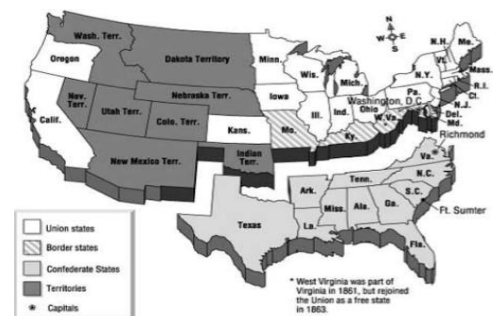 N
W E
S
Wash. Terr.
Oregon
Dakota Territory
Minn.
Wis.
Mich.
N.H.
Me.
Vt.
Mass.
N.Y.
R.I.
Ct.
Pa.
N.J.
Nebraska Terr.
Iowa
Nev.
Terr.
Utah Terr.
Colo. Terr.
Calif.
Ill.
Ind.
Ohio
Washington, D.C.
W.Va.
Del.
Md.
Kans.
Mo.
Ky.
Richmond
Va.
New Mexico Terr.
Indian
Terr.
N.C.
Tenn.
S.C.
Ark.
Ft. Sumter
Miss.
Ala.
Ga.
Texas
La.
Fla.
Union states
Border states
Confederate States
Territories
Capitals
* West Virginia was part of
Virginia in 1861, but rejoined
the Union as a free state
in 1863.